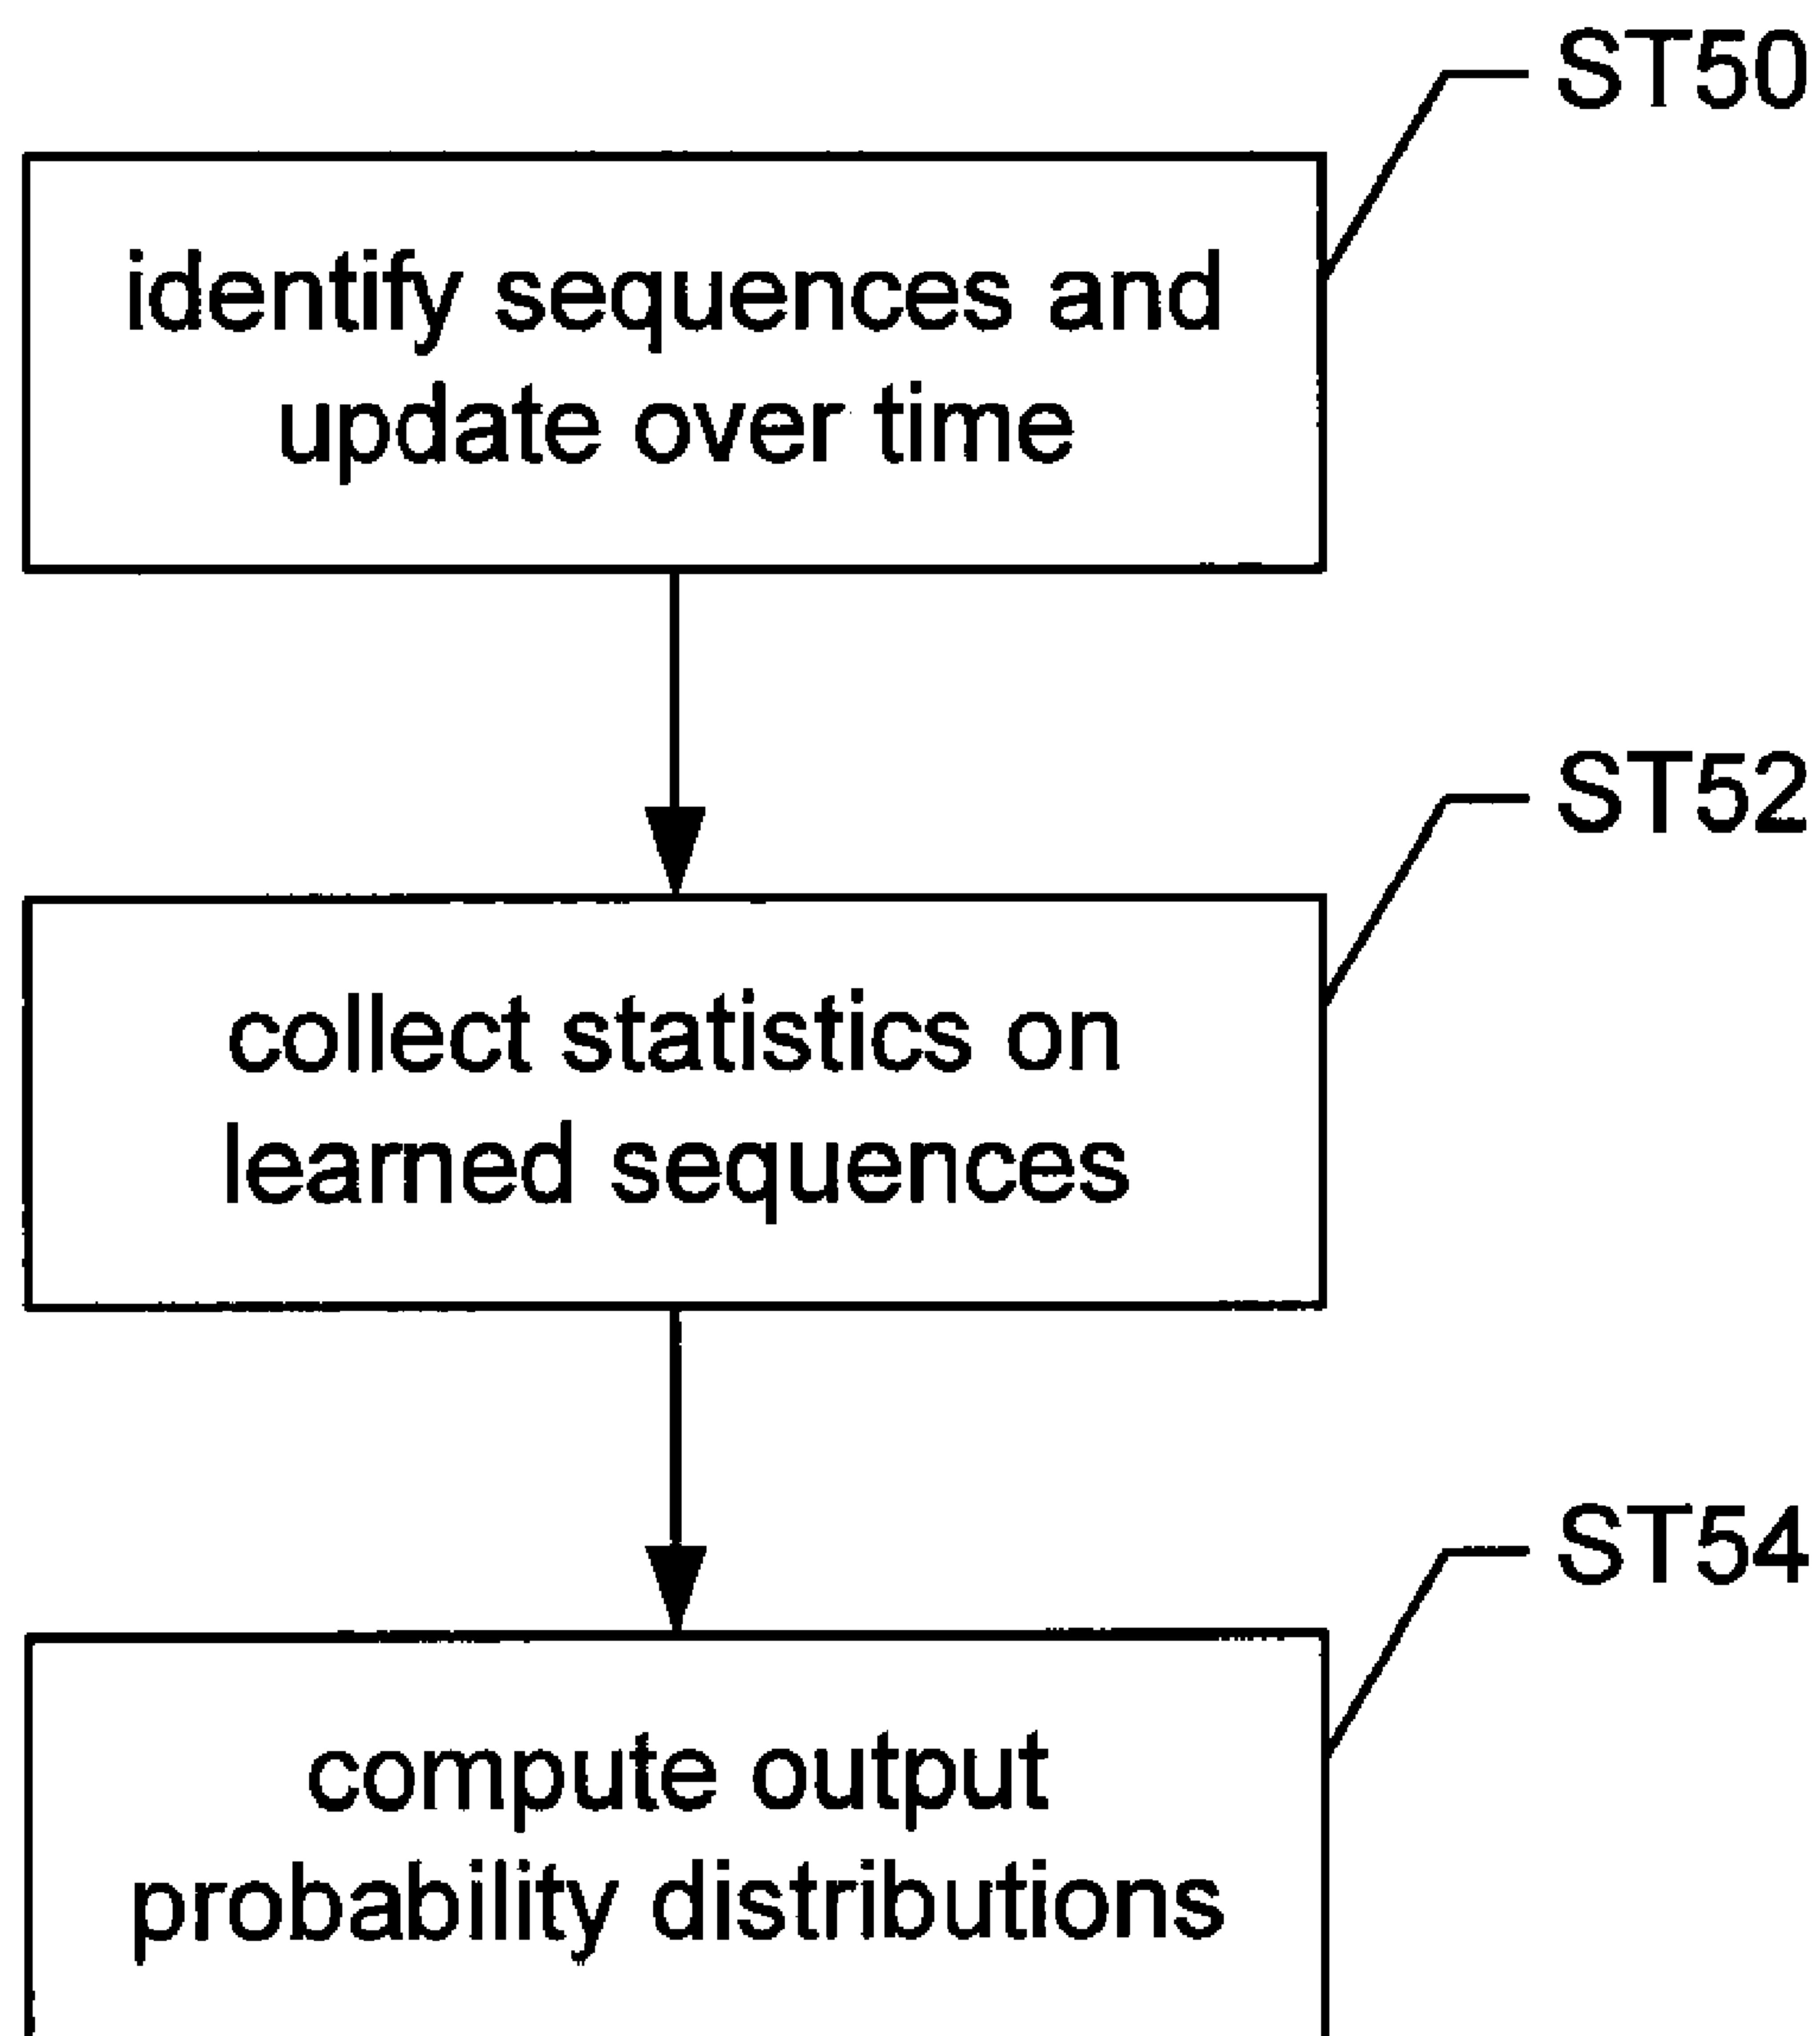 ST50
identify sequences and
update over time
ST52
collect statistics on
learned sequences
ST54
compute output
probability distributions